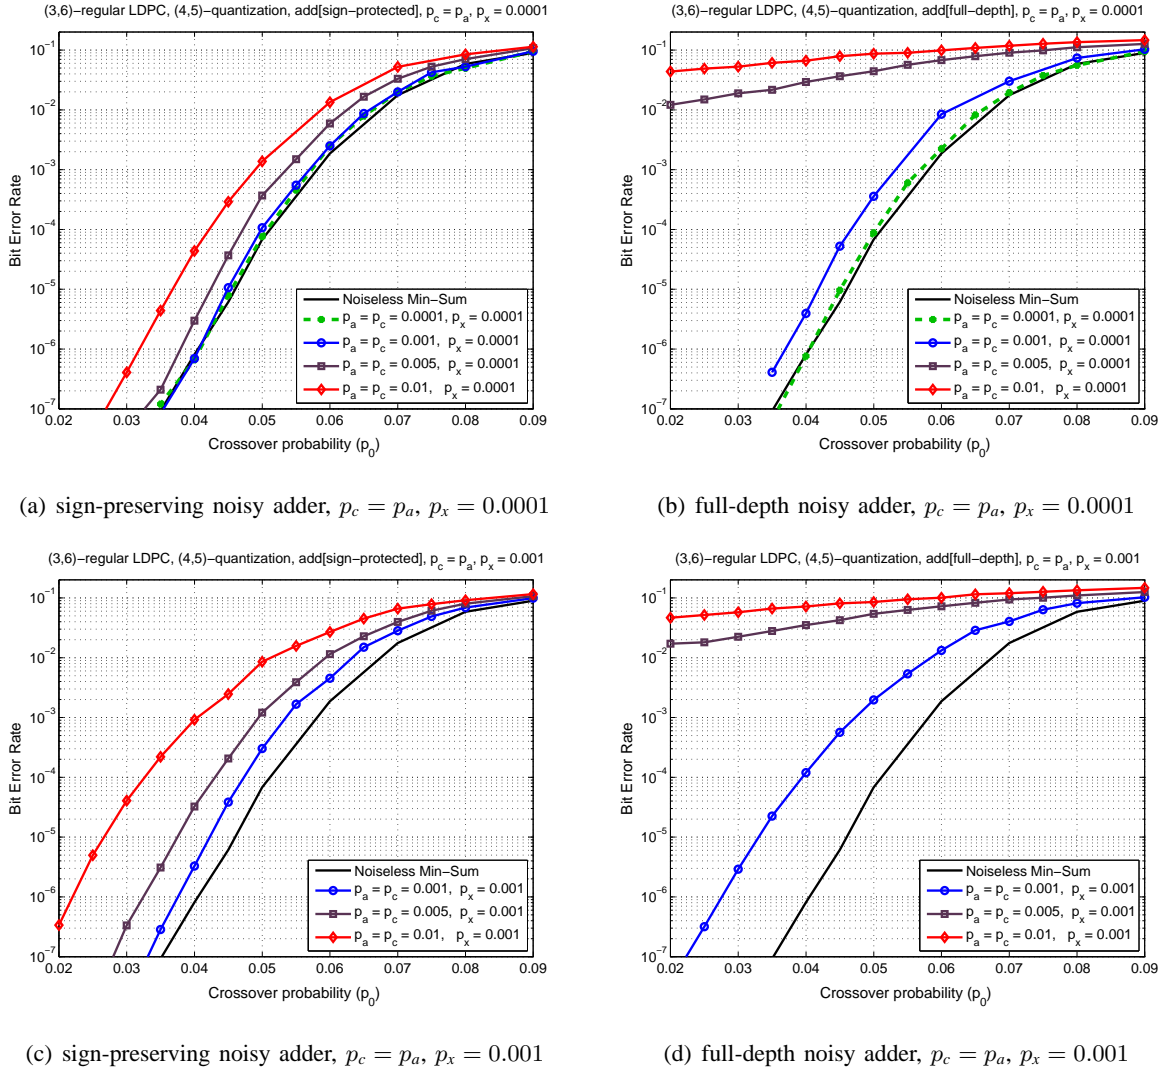 (3,6)−regular LDPC, (4,5)−quantization, add[sign−protected], p_c = p_a, p_x = 0.0001
10^−1
10^−2
10^−3
10^−4
10^−5
10^−6
10^−7
Bit Error Rate
Noiseless Min−Sum
p_a = p_c = 0.0001, p_x = 0.0001
p_a = p_c = 0.001, p_x = 0.0001
p_a = p_c = 0.005, p_x = 0.0001
p_a = p_c = 0.01, p_x = 0.0001
0.02 0.03 0.04 0.05 0.06 0.07 0.08 0.09
Crossover probability (p_0)
(a) sign-preserving noisy adder, p_c = p_a, p_x = 0.0001
(3,6)−regular LDPC, (4,5)−quantization, add[full−depth], p_c = p_a, p_x = 0.0001
10^−1
10^−2
10^−3
10^−4
10^−5
10^−6
10^−7
Bit Error Rate
Noiseless Min−Sum
p_a = p_c = 0.0001, p_x = 0.0001
p_a = p_c = 0.001, p_x = 0.0001
p_a = p_c = 0.005, p_x = 0.0001
p_a = p_c = 0.01, p_x = 0.0001
0.02 0.03 0.04 0.05 0.06 0.07 0.08 0.09
Crossover probability (p_0)
(b) full-depth noisy adder, p_c = p_a, p_x = 0.0001
(3,6)−regular LDPC, (4,5)−quantization, add[sign−protected], p_c = p_a, p_x = 0.001
10^−1
10^−2
10^−3
10^−4
10^−5
10^−6
10^−7
Bit Error Rate
Noiseless Min−Sum
p_a = p_c = 0.001, p_x = 0.001
p_a = p_c = 0.005, p_x = 0.001
p_a = p_c = 0.01, p_x = 0.001
0.02 0.03 0.04 0.05 0.06 0.07 0.08 0.09
Crossover probability (p_0)
(c) sign-preserving noisy adder, p_c = p_a, p_x = 0.001
(3,6)−regular LDPC, (4,5)−quantization, add[full−depth], p_c = p_a, p_x = 0.001
10^−1
10^−2
10^−3
10^−4
10^−5
10^−6
10^−7
Bit Error Rate
Noiseless Min−Sum
p_a = p_c = 0.001, p_x = 0.001
p_a = p_c = 0.005, p_x = 0.001
p_a = p_c = 0.01, p_x = 0.001
0.02 0.03 0.04 0.05 0.06 0.07 0.08 0.09
Crossover probability (p_0)
(d) full-depth noisy adder, p_c = p_a, p_x = 0.001